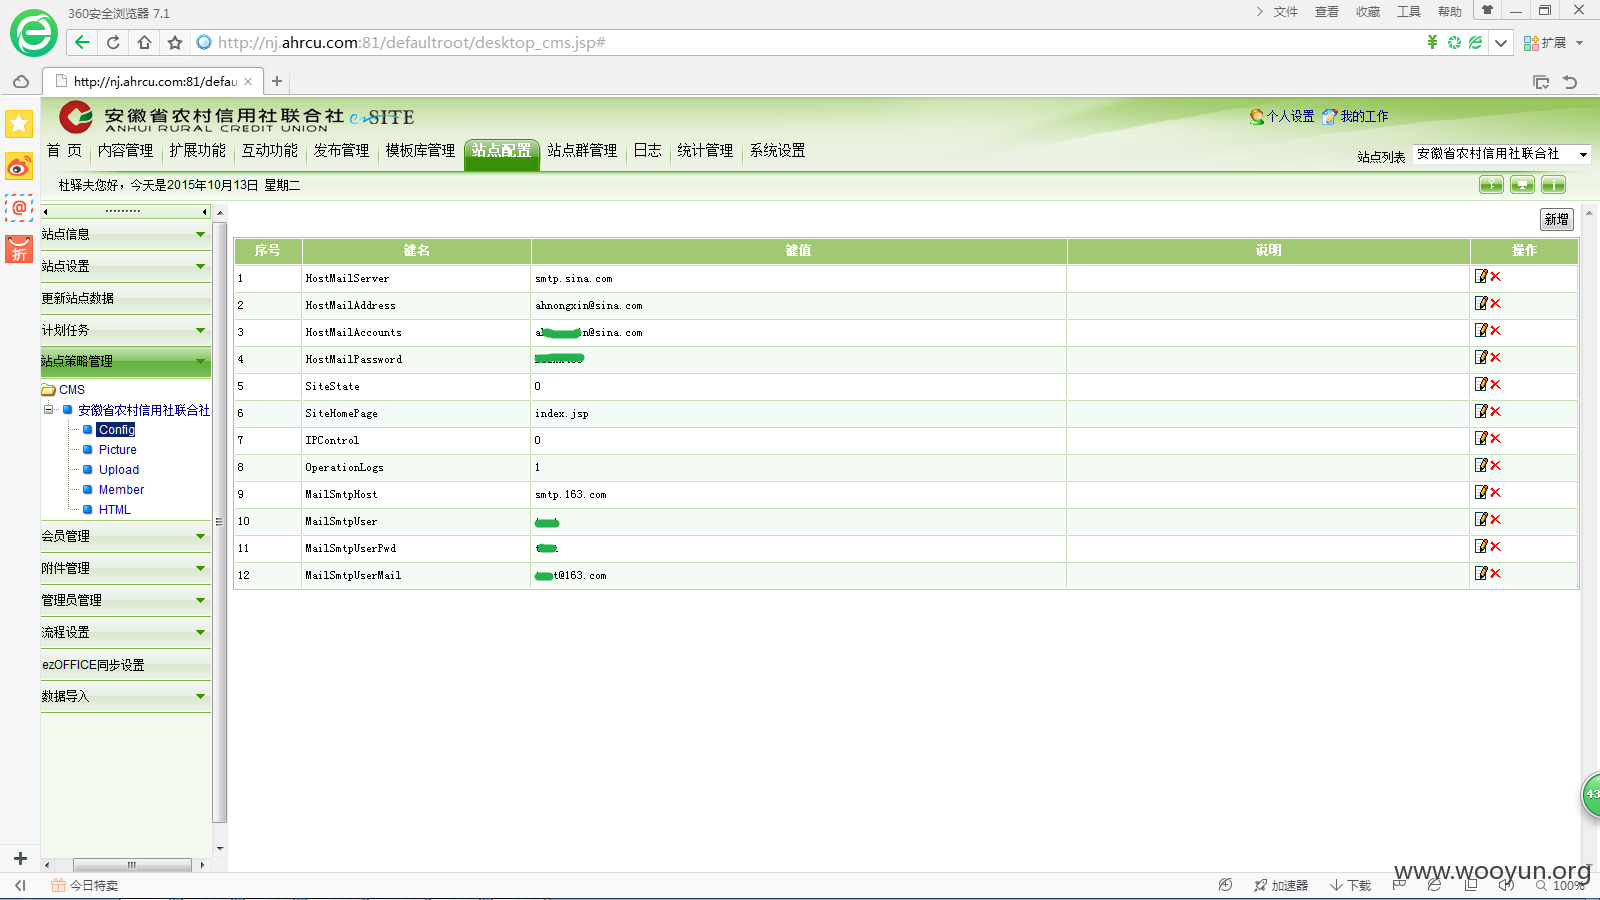 360安全浏览器 7.1
文件 查看 收藏 工具 帮助
http://nj.ahrcu.com:81/defaultroot/desktop_cms.jsp#
扩展
http://nj.ahrcu.com:81/defau
安徽省农村信用社联合社 e-SITE
ANHUI RURAL CREDIT UNION
个人设置 我的工作
首 页 内容管理 扩展功能 互动功能 发布管理 模板库管理 站点配置 站点群管理 日志 统计管理 系统设置
站点列表 安徽省农村信用社联合社
杜驿夫您好，今天是2015年10月13日 星期二
折
站点信息
站点设置
更新站点数据
计划任务
站点策略管理
CMS
安徽省农村信用社联合社
Config
Picture
Upload
Member
HTML
会员管理
附件管理
管理员管理
流程设置
ezOFFICE同步设置
数据导入
新增
序号 键名 键值 说明 操作
1 HostMailServer smtp.sina.com
2 HostMailAddress ahnongxin@sina.com
3 HostMailAccounts a n@sina.com
4 HostMailPassword
5 SiteState 0
6 SiteHomePage index.jsp
7 IPControl 0
8 OperationLogs 1
9 MailSmtpHost smtp.163.com
10 MailSmtpUser
11 MailSmtpUserPwd
12 MailSmtpUserMail t@163.com
43
www.wooyun.org
今日特卖
加速器 下载 100%